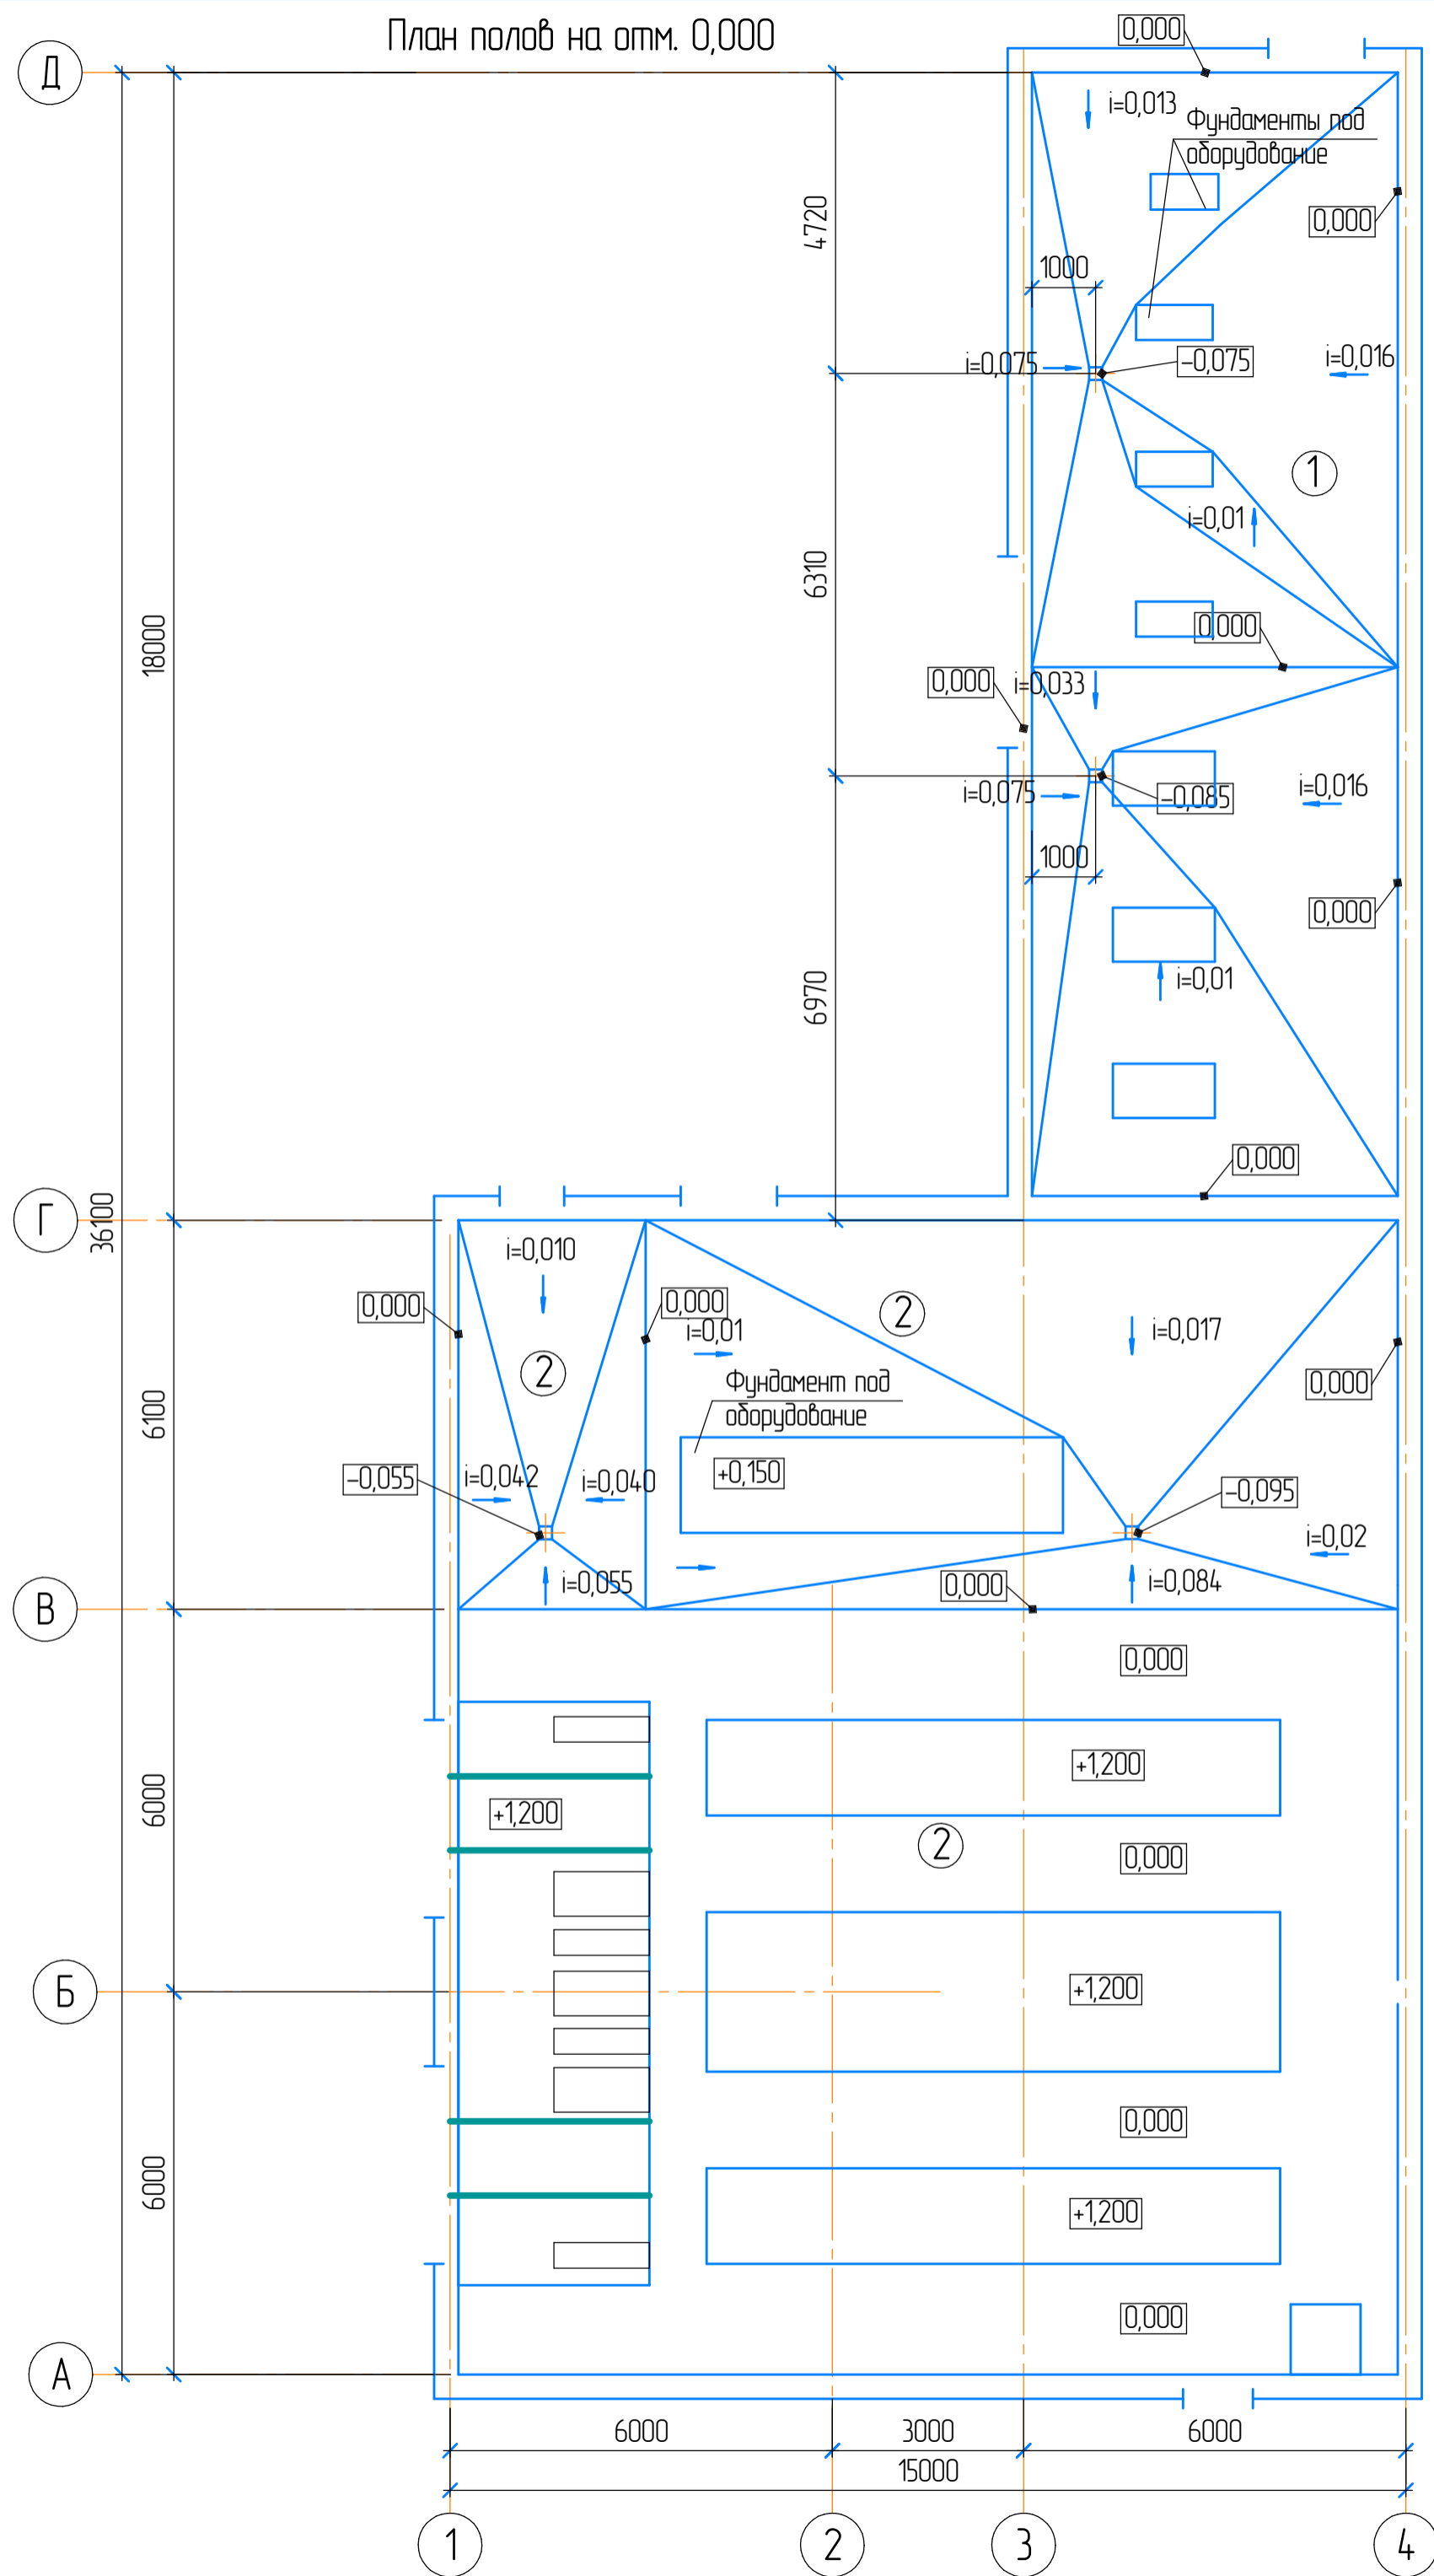 План полов на отм. 0,000
0,000
Д
i=0,013
Фундаменты под
оборудование
0,000
4720
1000
i=0,075
-0,075
i=0,016
1
i=0,01
6310
18000
0,000
0,000
i=0,033
i=0,075
-0,085
i=0,016
1000
0,000
6970
i=0,01
0,000
Г
36100
i=0,010
0,000
0,000
2
i=0,01
i=0,017
2
0,000
Фундамент под
оборудование
6100
-0,055
i=0,042
i=0,040
+0,150
-0,095
i=0,02
i=0,055
0,000
i=0,084
В
0,000
+1,200
6000
+1,200
2
0,000
Б
+1,200
0,000
6000
+1,200
0,000
А
6000
3000
6000
15000
1
2
3
4